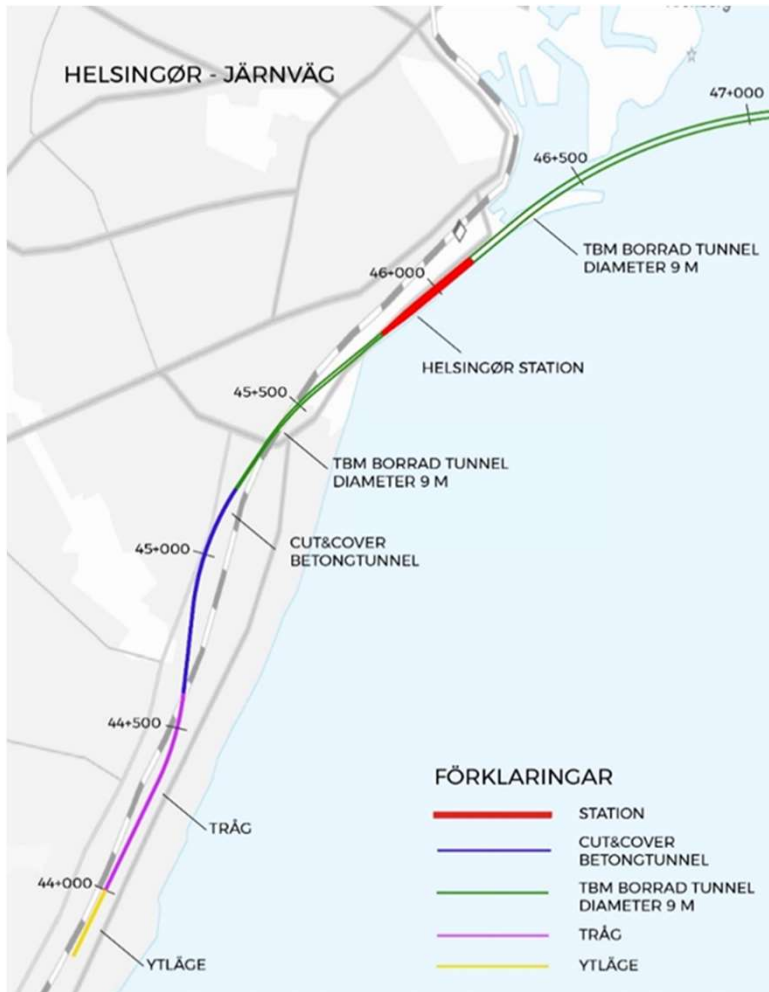 HELSINGØR - JÄRNVÄG
47+000
46+500
TBM BORRAD TUNNEL
DIAMETER 9 M
46+000
HELSINGØR STATION
45+500
TBM BORRAD TUNNEL
DIAMETER 9 M
45+000
CUT&COVER
BETONGTUNNEL
44+500
TRÅG
44+000
YTLÄGE
FÖRKLARINGAR
STATION
CUT&COVER
BETONGTUNNEL
TBM BORRAD TUNNEL
DIAMETER 9 M
TRÅG
YTLÄGE